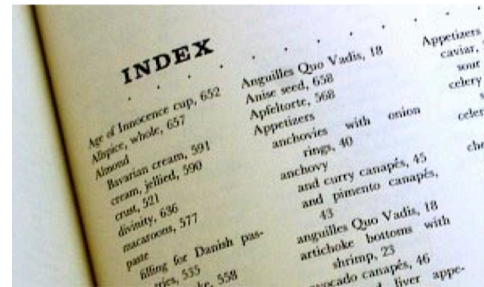 INDEX
Age of Innocence cup, 652
Allspice, whole, 657
Almond
Bavarian cream, 591
cream, jellied, 590
crust, 521
divinity, 636
macaroons, 577
paste
filling for Danish pas-
tries, 535
558
Anguilles Quo Vadis, 18
Anise seed, 658
Apfeltorte, 568
Appetizers
anchovies with onion
rings, 40
anchovy
and curry canapés, 45
and pimento canapés,
43
anguilles Quo Vadis, 18
artichoke bottoms with
shrimp, 23
avocado canapés, 46
liver appe-
Appetizers
caviar,
sour
celery